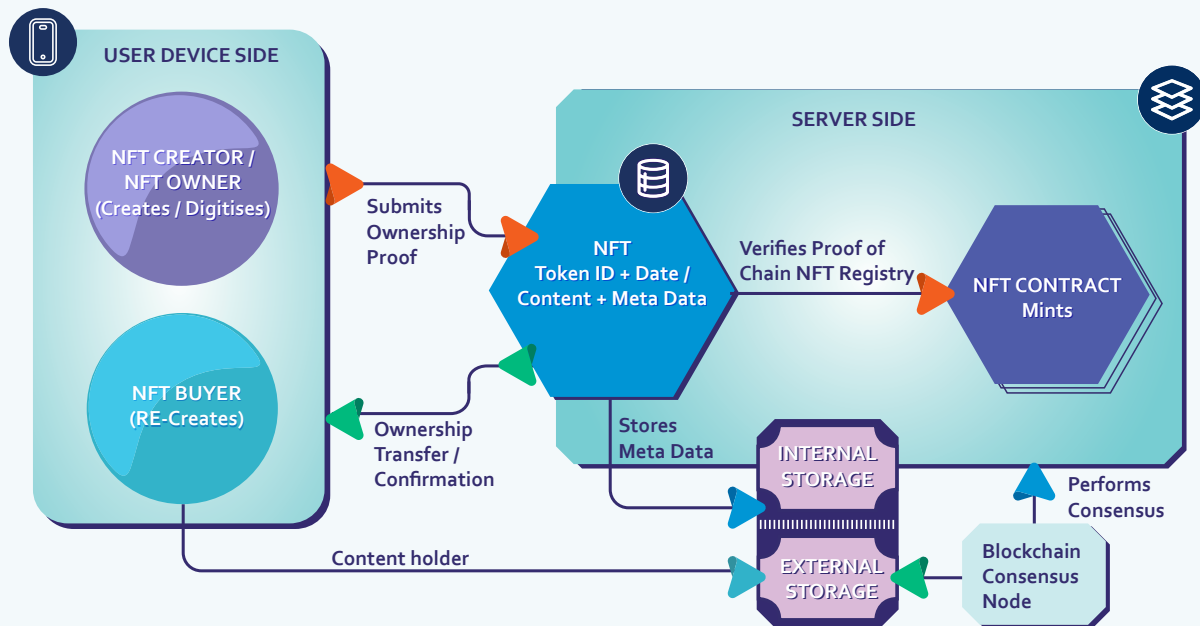 USER DEVICE SIDE
NFT CREATOR /
NFT OWNER
(Creates / Digitises)
NFT BUYER
(RE-Creates)
Submits
Ownership
Proof
Ownership
Transfer /
Confirmation
Content holder
SERVER SIDE
NFT
Token ID + Date /
Content + Meta Data
Verifies Proof of
Chain NFT Registry
NFT CONTRACT
Mints
Stores
Meta Data
INTERNAL
STORAGE
EXTERNAL
STORAGE
Performs
Consensus
Blockchain
Consensus
Node